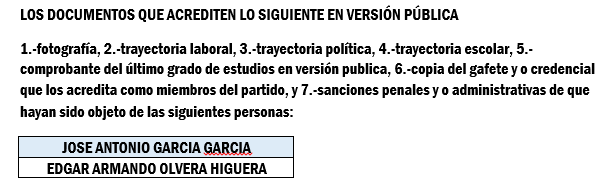 LOS DOCUMENTOS QUE ACREDITEN LO SIGUIENTE EN VERSIÓN PÚBLICA
1.-fotografía, 2.-trayectoria laboral, 3.-trayectoria política, 4.-trayectoria escolar, 5.-
comprobante del último grado de estudios en versión publica, 6.-copia del gafete y o credencial
que los acredita como miembros del partido, y 7.-sanciones penales y o administrativas de que
hayan sido objeto de las siguientes personas:
JOSE ANTONIO GARCIA GARCIA
EDGAR ARMANDO OLVERA HIGUERA